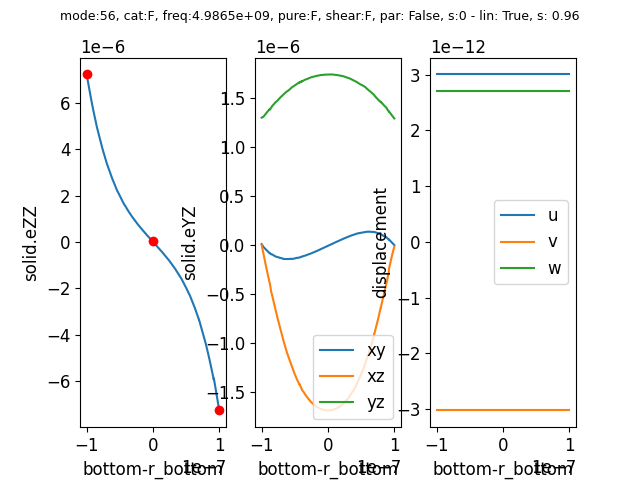 mode:56, cat:F, freq:4.9865e+09, pure:F, shear:F, par: False, s:0 - lin: True, s: 0.96
1e−6
6
4
2
0
−2
−4
−6
solid.eZZ
−1
0
1
1e−7
bottom-r_bottom
1e−6
1.5
1.0
0.5
0.0
−0.5
−1.0
−1.5
solid.eYZ
xy
xz
yz
−1
0
1
1e−7
bottom-r_bottom
1e−12
3
2
1
0
−1
−2
−3
displacement
u
v
w
−1
0
1
1e−7
bottom-r_bottom